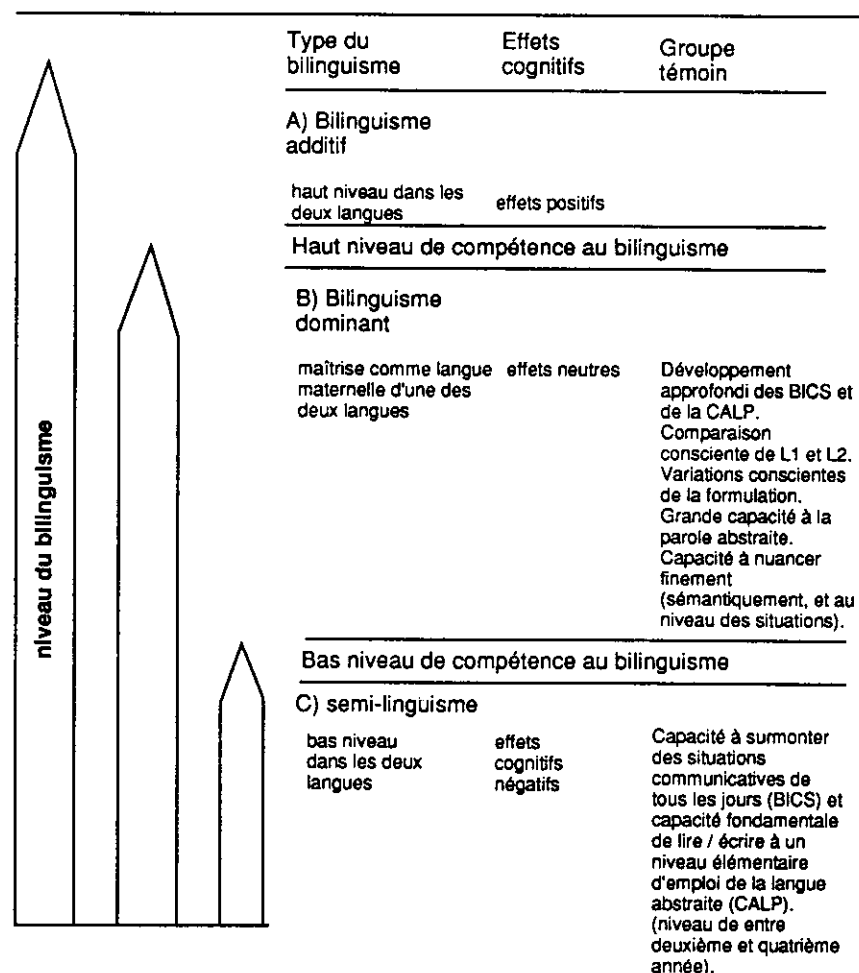 Type du
bilinguisme
Effets
cognitifs
Groupe
témoin
A) Bilinguisme
additif
haut niveau dans les
deux langues
effets positifs
Haut niveau de compétence au bilinguisme
B) Bilinguisme
dominant
maîtrise comme langue
maternelle d'une des
deux langues
effets neutres
Développement
approfondi des BICS et
de la CALP.
Comparaison
consciente de L1 et L2.
Variations conscientes
de la formulation.
Grande capacité à la
parole abstraite.
Capacité à nuancer
finement
(sémantiquement, et au
niveau des situations).
Bas niveau de compétence au bilinguisme
C) semi-linguisme
bas niveau
dans les deux
langues
effets
cognitifs
négatifs
Capacité à surmonter
des situations
communicatives de
tous les jours (BICS) et
capacité fondamentale
de lire / écrire à un
niveau élémentaire
d'emploi de la langue
abstraite (CALP).
(niveau de entre
deuxième et quatrième
année).
niveau du bilinguisme